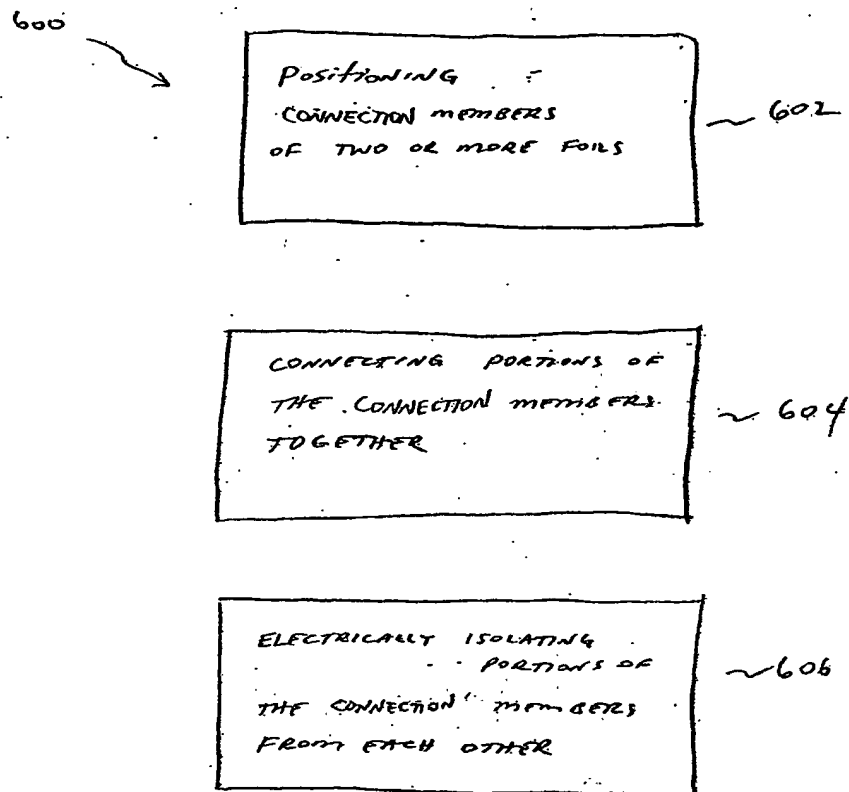 600
Positioning
CONNECTION MEMBERS
OF TWO OR MORE FOILS
602
CONNECTING PORTIONS OF
THE CONNECTION MEMBERS
TOGETHER
604
ELECTRICALLY ISOLATING
PORTIONS OF
THE CONNECTION MEMBERS
FROM EACH OTHER
606